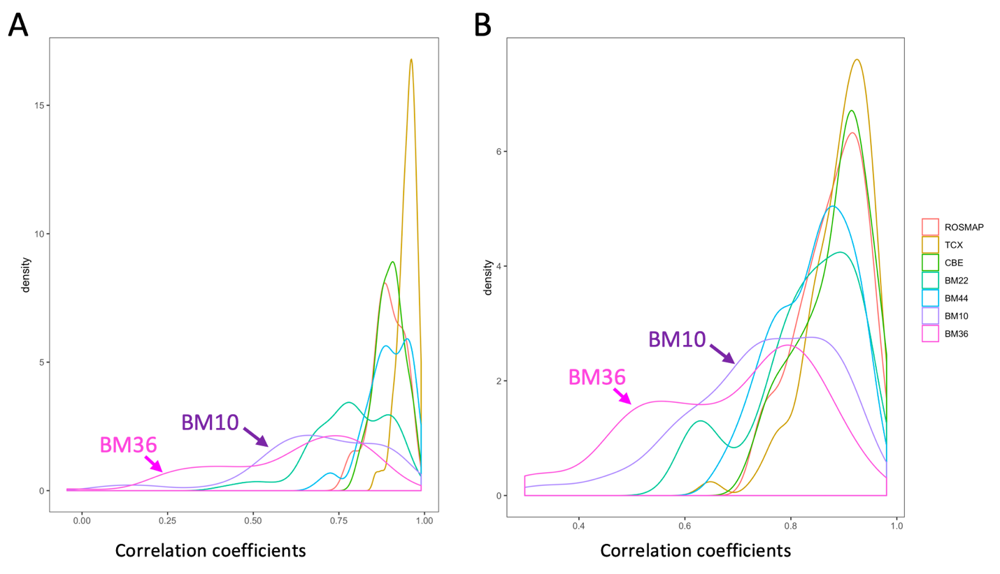 A
B
density
15
10
5
0
BM36
BM10
0.00
0.25
0.50
0.75
1.00
Correlation coefficients
density
6
4
2
0
BM10
BM36
0.4
0.6
0.8
1.0
Correlation coefficients
ROSMAP
TCX
CBE
BM22
BM44
BM10
BM36